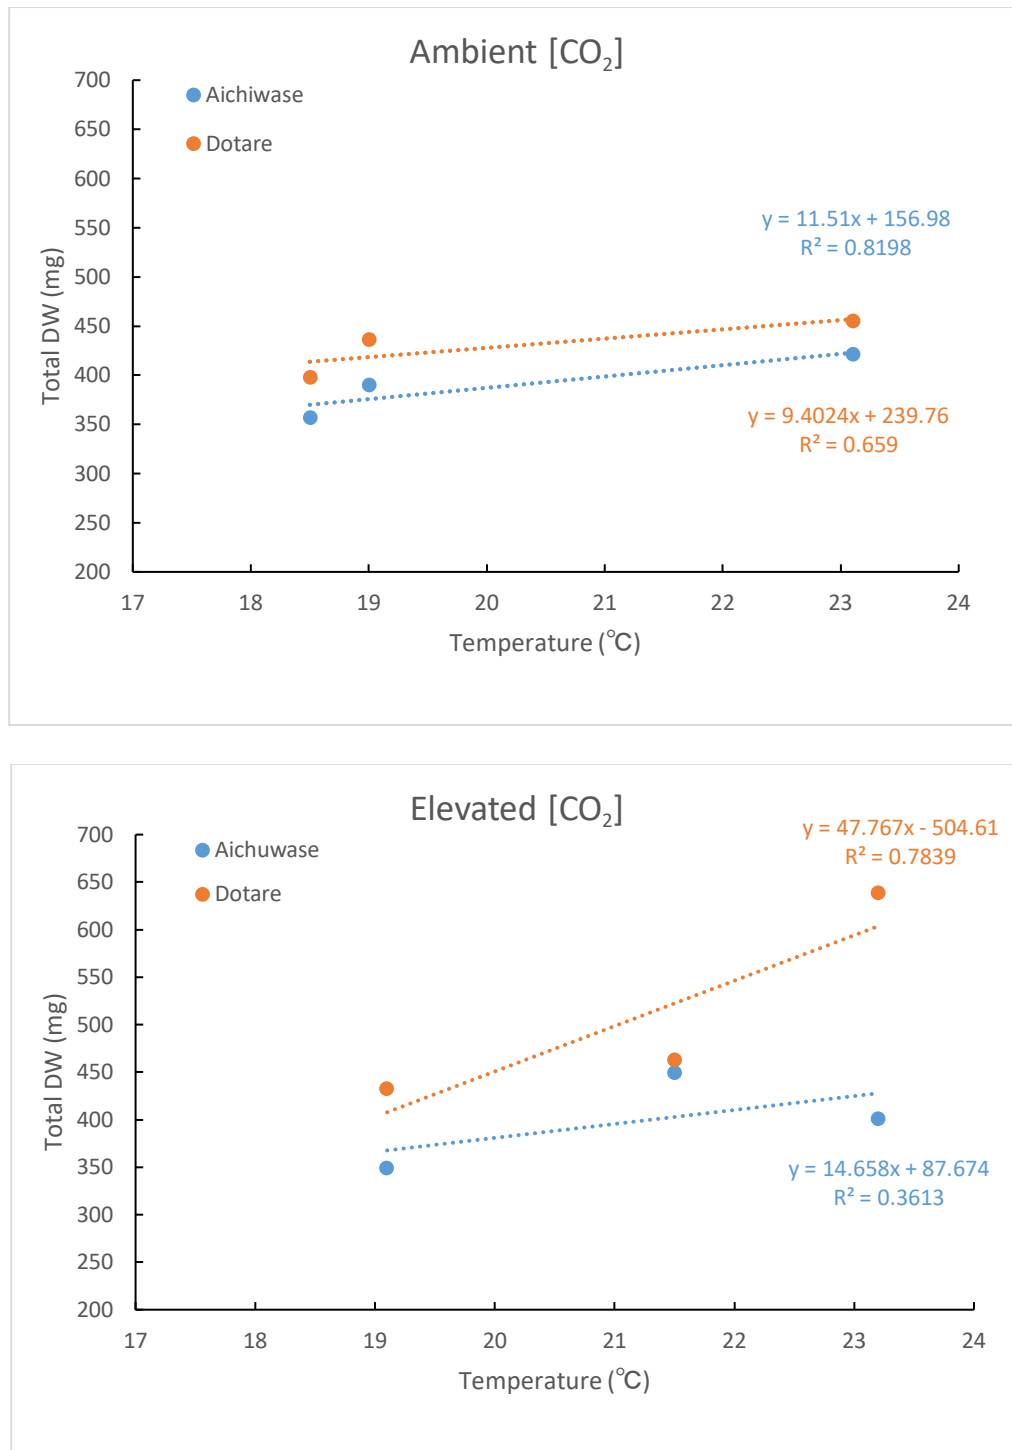 Ambient [CO₂]
700
650
600
550
500
450
400
350
300
250
200
Total DW (mg)
Aichiwase
Dotare
y = 11.51x + 156.98
R² = 0.8198
y = 9.4024x + 239.76
R² = 0.659
17 18 19 20 21 22 23 24
Temperature (℃)
Elevated [CO₂]
700
650
600
550
500
450
400
350
300
250
200
Total DW (mg)
Aichuwase
Dotare
y = 47.767x - 504.61
R² = 0.7839
y = 14.658x + 87.674
R² = 0.3613
17 18 19 20 21 22 23 24
Temperature (℃)